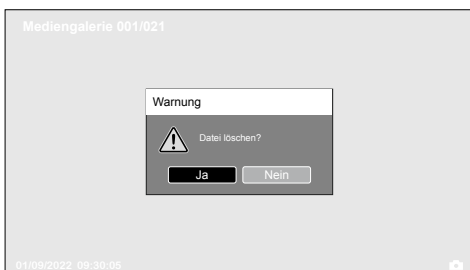 Mediengalerie 001/021
Warnung
Datei löschen?
Ja Nein
01/09/2022 09:30:05